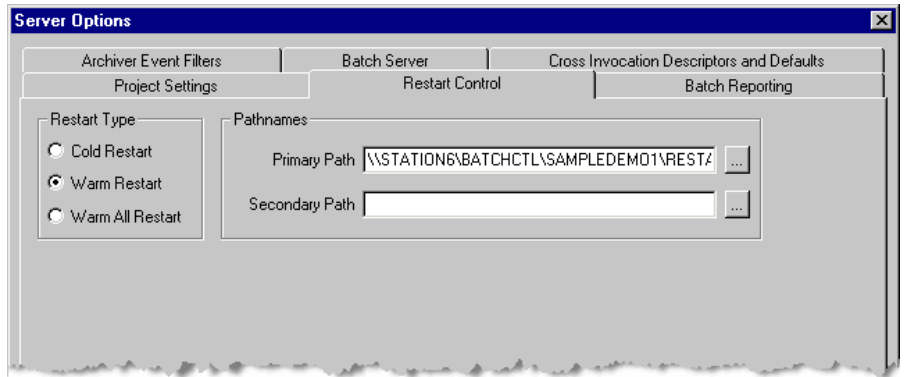 Server Options
Archiver Event Filters
Batch Server
Cross Invocation Descriptors and Defaults
Project Settings
Restart Control
Batch Reporting
Restart Type
Cold Restart
Warm Restart
Warm All Restart
Pathnames
Primary Path \\STATION6\BATCHCTL\SAMPLEDEMO1\RESTA ...
Secondary Path ...